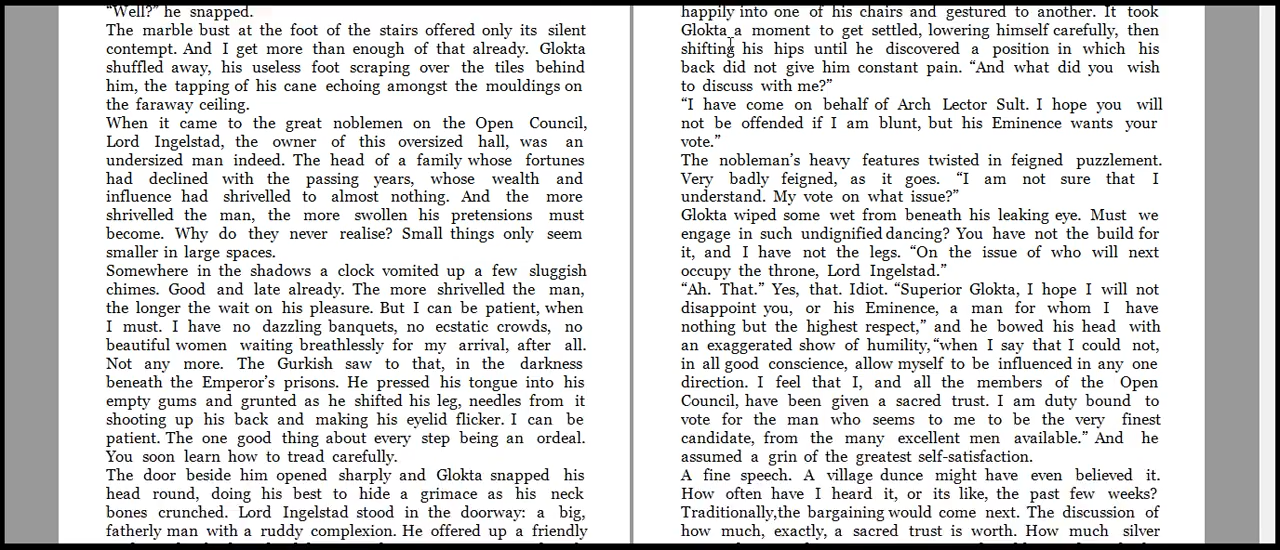 “Well?” he snapped.
The marble bust at the foot of the stairs offered only its silent
contempt. And I get more than enough of that already. Glokta
shuffled away, his useless foot scraping over the tiles behind
him, the tapping of his cane echoing amongst the mouldings on
the faraway ceiling.
When it came to the great noblemen on the Open Council,
Lord Ingelstad, the owner of this oversized hall, was an
undersized man indeed. The head of a family whose fortunes
had declined with the passing years, whose wealth and
influence had shrivelled to almost nothing. And the more
shrivelled the man, the more swollen his pretensions must
become. Why do they never realise? Small things only seem
smaller in large spaces.
Somewhere in the shadows a clock vomited up a few sluggish
chimes. Good and late already. The more shrivelled the man,
the longer the wait on his pleasure. But I can be patient, when
I must. I have no dazzling banquets, no ecstatic crowds, no
beautiful women waiting breathlessly for my arrival, after all.
Not any more. The Gurkish saw to that, in the darkness
beneath the Emperor’s prisons. He pressed his tongue into his
empty gums and grunted as he shifted his leg, needles from it
shooting up his back and making his eyelid flicker. I can be
patient. The one good thing about every step being an ordeal.
You soon learn how to tread carefully.
The door beside him opened sharply and Glokta snapped his
head round, doing his best to hide a grimace as his neck
bones crunched. Lord Ingelstad stood in the doorway: a big,
fatherly man with a ruddy complexion. He offered up a friendly
happily into one of his chairs and gestured to another. It took
Glokta a moment to get settled, lowering himself carefully, then
shifting his hips until he discovered a position in which his
back did not give him constant pain. “And what did you wish
to discuss with me?”
“I have come on behalf of Arch Lector Sult. I hope you will
not be offended if I am blunt, but his Eminence wants your
vote.”
The nobleman’s heavy features twisted in feigned puzzlement.
Very badly feigned, as it goes. “I am not sure that I
understand. My vote on what issue?”
Glokta wiped some wet from beneath his leaking eye. Must we
engage in such undignified dancing? You have not the build for
it, and I have not the legs. “On the issue of who will next
occupy the throne, Lord Ingelstad.”
“Ah. That.” Yes, that. Idiot. “Superior Glokta, I hope I will not
disappoint you, or his Eminence, a man for whom I have
nothing but the highest respect,” and he bowed his head with
an exaggerated show of humility,“when I say that I could not,
in all good conscience, allow myself to be influenced in any one
direction. I feel that I, and all the members of the Open
Council, have been given a sacred trust. I am duty bound to
vote for the man who seems to me to be the very finest
candidate, from the many excellent men available.” And he
assumed a grin of the greatest self-satisfaction.
A fine speech. A village dunce might have even believed it.
How often have I heard it, or its like, the past few weeks?
Traditionally,the bargaining would come next. The discussion of
how much, exactly, a sacred trust is worth. How much silver